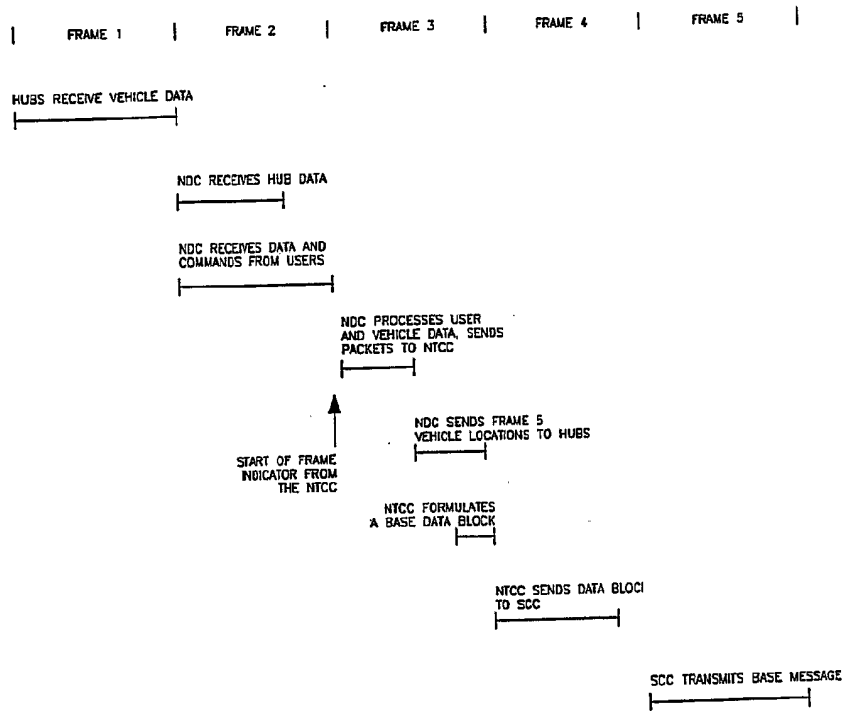 FRAME 1 FRAME 2 FRAME 3 FRAME 4 FRAME 5
HUBS RECEIVE VEHICLE DATA
NDC RECEIVES HUB DATA
NDC RECEIVES DATA AND
COMMANDS FROM USERS
NDC PROCESSES USER
AND VEHICLE DATA, SENDS
PACKETS TO NTCC
NDC SENDS FRAME 5
VEHICLE LOCATIONS TO HUBS
START OF FRAME
INDICATOR FROM
THE NTCC
NTCC FORMULATES
A BASE DATA BLOCK
NTCC SENDS DATA BLOCI
TO SCC
SCC TRANSMITS BASE MESSAGE